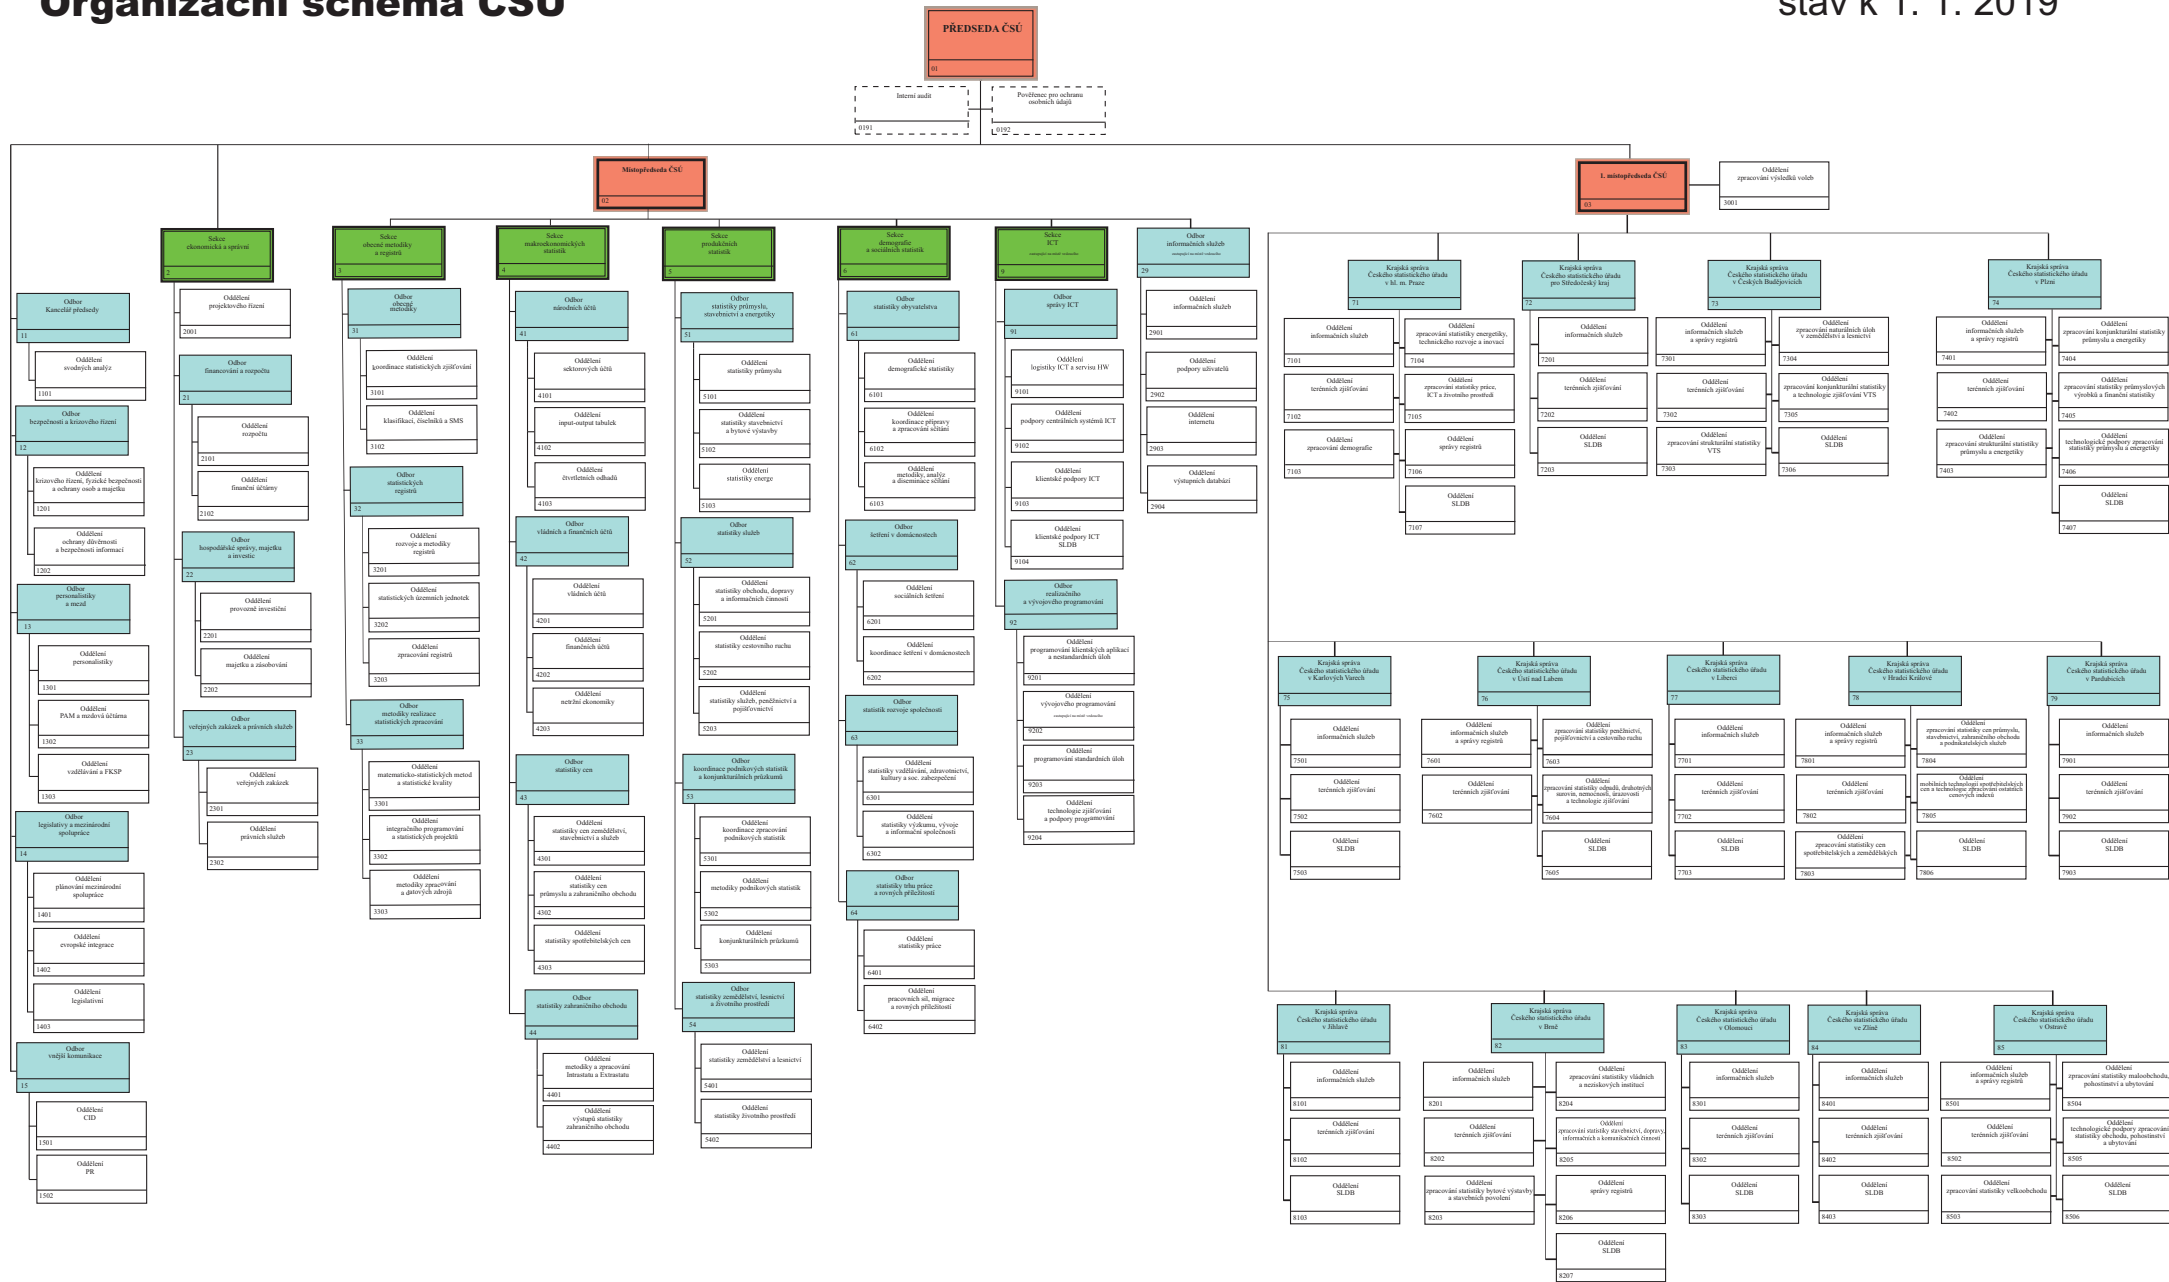 Organizační schéma ČSÚ
stav k 1. 1. 2019
PŘEDSEDA ČSÚ
01
Interní audit
0191
Pověřenec pro ochranu
osobních údajů
0192
Místopředseda ČSÚ
02
1. místopředseda ČSÚ
03
Oddělení
zpracování výsledků voleb
3001
Odbor
Kancelář předsedy
11
Oddělení
svodných analýz
1101
Odbor
bezpečnosti a krizového řízení
12
Oddělení
krizového řízení, fyzické bezpečnosti
a ochrany osob a majetku
1201
Oddělení
ochrany důvěrnosti
a bezpečnosti informací
1202
Odbor
personalistiky
a mezd
13
Oddělení
personalistiky
1301
Oddělení
PAM a mzdová účtárna
1302
Oddělení
vzdělávání a FKSP
1303
Odbor
legislativy a mezinárodní
spolupráce
14
Oddělení
plánování mezinárodní
spolupráce
1401
Oddělení
evropské integrace
1402
Oddělení
legislativní
1403
Odbor
vnější komunikace
15
Oddělení
CID
1501
Oddělení
PR
1502
Sekce
ekonomická a správní
2
Oddělení
projektového řízení
2001
Odbor
financování a rozpočtu
21
Oddělení
rozpočtu
2101
Oddělení
finanční účtárny
2102
Odbor
hospodářské správy, majetku
a investic
22
Oddělení
provozně investiční
2201
Oddělení
majetku a zásobování
2202
Odbor
veřejných zakázek a právních služeb
23
Oddělení
veřejných zakázek
2301
Oddělení
právních služeb
2302
Sekce
obecné metodiky
a registrů
3
Odbor
obecné
metodiky
31
Oddělení
koordinace statistických zjišťování
3101
Oddělení
klasifikací, číselníků a SMS
3102
Odbor
statistických
registrů
32
Oddělení
rozvoje a metodiky
registrů
3201
Oddělení
statistických územních jednotek
3202
Oddělení
zpracování registrů
3203
Odbor
metodiky realizace
statistických zpracování
33
Oddělení
matematicko-statistických metod
a statistické kvality
3301
Oddělení
integračního programování
a statistických projektů
3302
Oddělení
metodiky zpracování
a datových zdrojů
3303
Sekce
makroekonomických
statistik
4
Odbor
národních účtů
41
Oddělení
sektorových účtů
4101
Oddělení
input-output tabulek
4102
Oddělení
čtvrtletních odhadů
4103
Odbor
vládních a finančních účtů
42
Oddělení
vládních účtů
4201
Oddělení
finančních účtů
4202
Oddělení
netržní ekonomiky
4203
Odbor
statistiky cen
43
Oddělení
statistiky cen zemědělství,
stavebnictví a služeb
4301
Oddělení
statistiky cen
průmyslu a zahraničního obchodu
4302
Oddělení
statistiky spotřebitelských cen
4303
Odbor
statistiky zahraničního obchodu
44
Oddělení
metodiky a zpracování
Intrastatu a Extrastatu
4401
Oddělení
výstupů statistiky
zahraničního obchodu
4402
Sekce
produkčních
statistik
5
Odbor
statistiky průmyslu,
stavebnictví a energetiky
51
Oddělení
statistiky průmyslu
5101
Oddělení
statistiky stavebnictví
a bytové výstavby
5102
Oddělení
statistiky energe
5103
Odbor
statistiky služeb
52
Oddělení
statistiky obchodu, dopravy
a informačních činností
5201
Oddělení
statistiky cestovního ruchu
5202
Oddělení
statistiky služeb, peněžnictví a
pojišťovnictví
5203
Odbor
koordinace podnikových statistik
a konjunkturálních průzkumů
53
Oddělení
koordinace zpracování
podnikových statistik
5301
Oddělení
metodiky podnikových statistik
5302
Oddělení
konjunkturálních průzkumů
5303
Odbor
statistiky zemědělství, lesnictví
a životního prostředí
54
Oddělení
statistiky zemědělství a lesnictví
5401
Oddělení
statistiky životního prostředí
5402
Sekce
demografie
a sociálních statistik
6
Odbor
statistiky obyvatelstva
61
Oddělení
demografické statistiky
6101
Oddělení
koordinace přípravy
a zpracování sčítání
6102
Oddělení
metodiky, analýz
a diseminace sčítání
6103
Odbor
šetření v domácnostech
62
Oddělení
sociálních šetření
6201
Oddělení
koordinace šetření v domácnostech
6202
Odbor
statistik rozvoje společnosti
63
Oddělení
statistiky vzdělávání, zdravotnictví,
kultury a soc. zabezpečení
6301
Oddělení
statistiky výzkumu, vývoje
a informační společnosti
6302
Odbor
statistiky trhu práce
a rovných příležitostí
64
Oddělení
statistiky práce
6401
Oddělení
pracovních sil, migrace
a rovných příležitostí
6402
Sekce
ICT
9
Odbor
správy ICT
91
Oddělení
logistiky ICT a servisu HW
9101
Oddělení
podpory centrálních systémů ICT
9102
Oddělení
klientské podpory ICT
9103
Oddělení
klientské podpory ICT
SLDB
9104
Odbor
realizačního
a vývojového programování
92
Oddělení
programování klientských aplikací
a nestandardních úloh
9201
Oddělení
vývojového programování
9202
Oddělení
programování standardních úloh
9203
Oddělení
technologie zjišťování
a podpory programování
9204
Odbor
informačních služeb
29
Oddělení
informačních služeb
2901
Oddělení
podpory uživatelů
2902
Oddělení
internetu
2903
Oddělení
výstupních databází
2904
Krajská správa
Českého statistického úřadu
v hl. m. Praze
71
Oddělení
informačních služeb
7101
Oddělení
terénních zjišťování
7102
Oddělení
zpracování demografie
7103
Oddělení
zpracování statistiky energetiky,
technického rozvoje a inovací
7104
Oddělení
zpracování statistiky práce,
ICT a životního prostředí
7105
Oddělení
správy registrů
7106
Oddělení
SLDB
7107
Krajská správa
Českého statistického úřadu
pro Středočeský kraj
72
Oddělení
informačních služeb
7201
Oddělení
terénních zjišťování
7202
Oddělení
SLDB
7203
Krajská správa
Českého statistického úřadu
v Českých Budějovicích
73
Oddělení
informačních služeb
a správy registrů
7301
Oddělení
terénních zjišťování
7302
Oddělení
zpracování strukturální statistiky
VTS
7303
Oddělení
zpracování naturálních úloh
v zemědělství a lesnictví
7304
Oddělení
zpracování konjunkturální statistiky
a technologie zjišťování VTS
7305
Oddělení
SLDB
7306
Krajská správa
Českého statistického úřadu
v Plzni
74
Oddělení
informačních služeb
a správy registrů
7401
Oddělení
terénních zjišťování
7402
Oddělení
zpracování strukturální statistiky
průmyslu a energetiky
7403
Oddělení
zpracování konjunkturální statistiky
průmyslu a energetiky
7404
Oddělení
zpracování statistiky průmyslových
výrobků a finanční statistiky
7405
Oddělení
technologické podpory zpracování
statistiky průmyslu a energetiky
7406
Oddělení
SLDB
7407
Krajská správa
Českého statistického úřadu
v Karlových Varech
75
Oddělení
informačních služeb
7501
Oddělení
terénních zjišťování
7502
Oddělení
SLDB
7503
Krajská správa
Českého statistického úřadu
v Ústí nad Labem
76
Oddělení
informačních služeb
a správy registrů
7601
Oddělení
terénních zjišťování
7602
Oddělení
zpracování statistiky peněžnictví,
pojišťovnictví a cestovního ruchu
7603
Oddělení
zpracování statistiky odpadů, druhotných
surovin, nemocnosti, úrazovosti
a technologie zjišťování
7604
Oddělení
SLDB
7605
Krajská správa
Českého statistického úřadu
v Liberci
77
Oddělení
informačních služeb
7701
Oddělení
terénních zjišťování
7702
Oddělení
SLDB
7703
Krajská správa
Českého statistického úřadu
v Hradci Králové
78
Oddělení
informačních služeb
a správy registrů
7801
Oddělení
terénních zjišťování
7802
Oddělení
zpracování statistiky cen
spotřebitelských a zemědělských
7803
Oddělení
zpracování statistiky cen průmyslu,
stavebnictví, zahraničního obchodu
a podnikatelských služeb
7804
Oddělení
mobilních technologií spotřebitelských
cen a technologie zpracování ostatních
cenových indexů
7805
Oddělení
SLDB
7806
Krajská správa
Českého statistického úřadu
v Pardubicích
79
Oddělení
informačních služeb
7901
Oddělení
terénních zjišťování
7902
Oddělení
SLDB
7903
Krajská správa
Českého statistického úřadu
v Jihlavě
81
Oddělení
informačních služeb
8101
Oddělení
terénních zjišťování
8102
Oddělení
SLDB
8103
Krajská správa
Českého statistického úřadu
v Brně
82
Oddělení
informačních služeb
8201
Oddělení
terénních zjišťování
8202
Oddělení
zpracování statistiky bytové výstavby
a stavebních povolení
8203
Oddělení
zpracování statistiky vládních
a neziskových institucí
8204
Oddělení
zpracování statistiky stavebnictví, dopravy,
informačních a komunikačních činností
8205
Oddělení
správy registrů
8206
Oddělení
SLDB
8207
Krajská správa
Českého statistického úřadu
v Olomouci
83
Oddělení
informačních služeb
8301
Oddělení
terénních zjišťování
8302
Oddělení
SLDB
8303
Krajská správa
Českého statistického úřadu
ve Zlíně
84
Oddělení
informačních služeb
8401
Oddělení
terénních zjišťování
8402
Oddělení
SLDB
8403
Krajská správa
Českého statistického úřadu
v Ostravě
85
Oddělení
informačních služeb
a správy registrů
8501
Oddělení
terénních zjišťování
8502
Oddělení
zpracování statistiky velkoobchodu
8503
Oddělení
zpracování statistiky maloobchodu,
pohostinství a ubytování
8504
Oddělení
technologické podpory zpracování
statistiky obchodu, pohostinství
a ubytování
8505
Oddělení
SLDB
8506